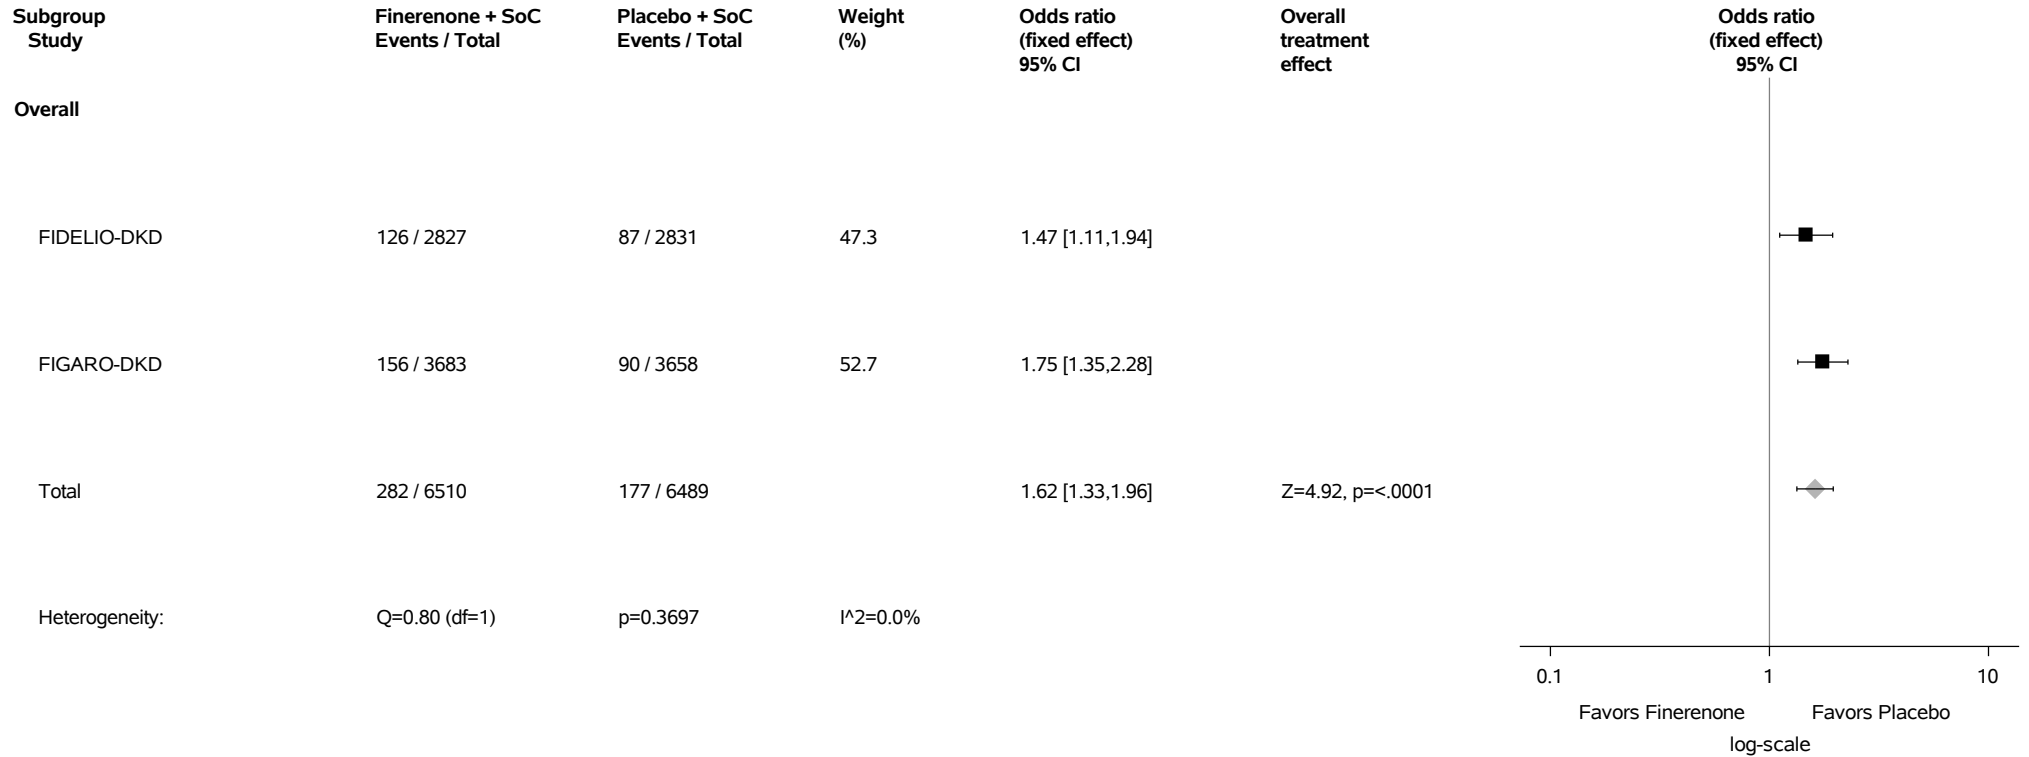 Subgroup Finerenone + SoC Placebo + SoC Weight Odds ratio Overall Odds ratio
Study Events / Total Events / Total (%) (fixed effect) treatment (fixed effect)
95% CI effect 95% CI
Overall
FIDELIO-DKD 126 / 2827 87 / 2831 47.3 1.47 [1.11,1.94]
FIGARO-DKD 156 / 3683 90 / 3658 52.7 1.75 [1.35,2.28]
Total 282 / 6510 177 / 6489 1.62 [1.33,1.96] Z=4.92, p=<.0001
Heterogeneity: Q=0.80 (df=1) p=0.3697 I^2=0.0%
0.1 1 10
Favors Finerenone Favors Placebo
log-scale